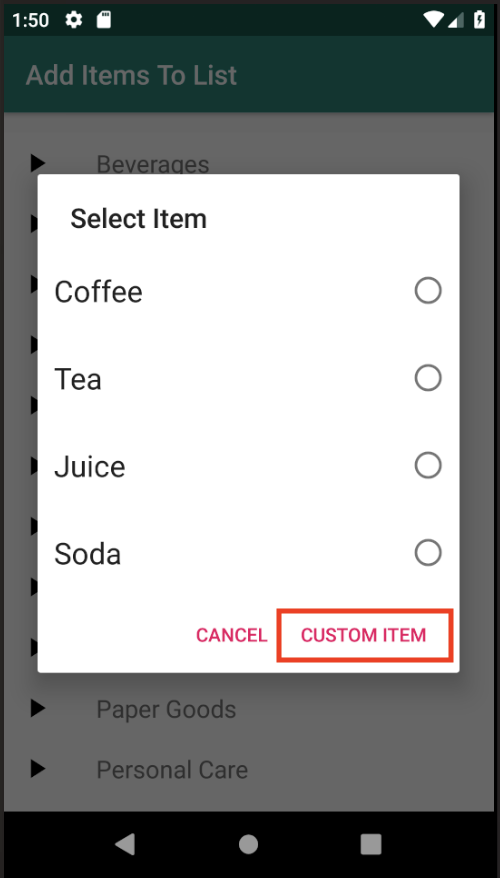 1:50
Add Items To List
Beverages
Select Item
Coffee
Tea
Juice
Soda
CANCEL CUSTOM ITEM
Paper Goods
Personal Care